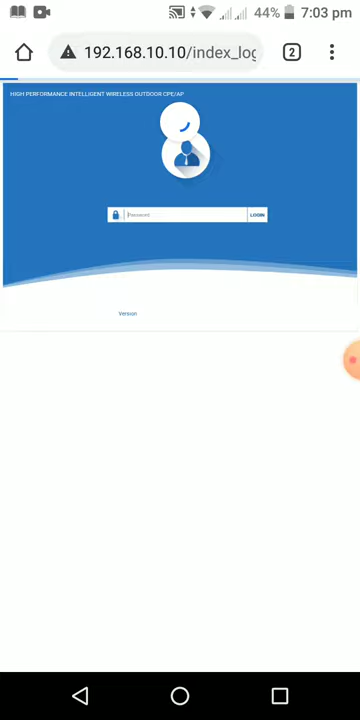 44% 7:03 pm
192.168.10.10/index_log
2
HIGH PERFORMANCE INTELLIGENT WIRELESS OUTDOOR CPE/AP
Password
LOGIN
Version